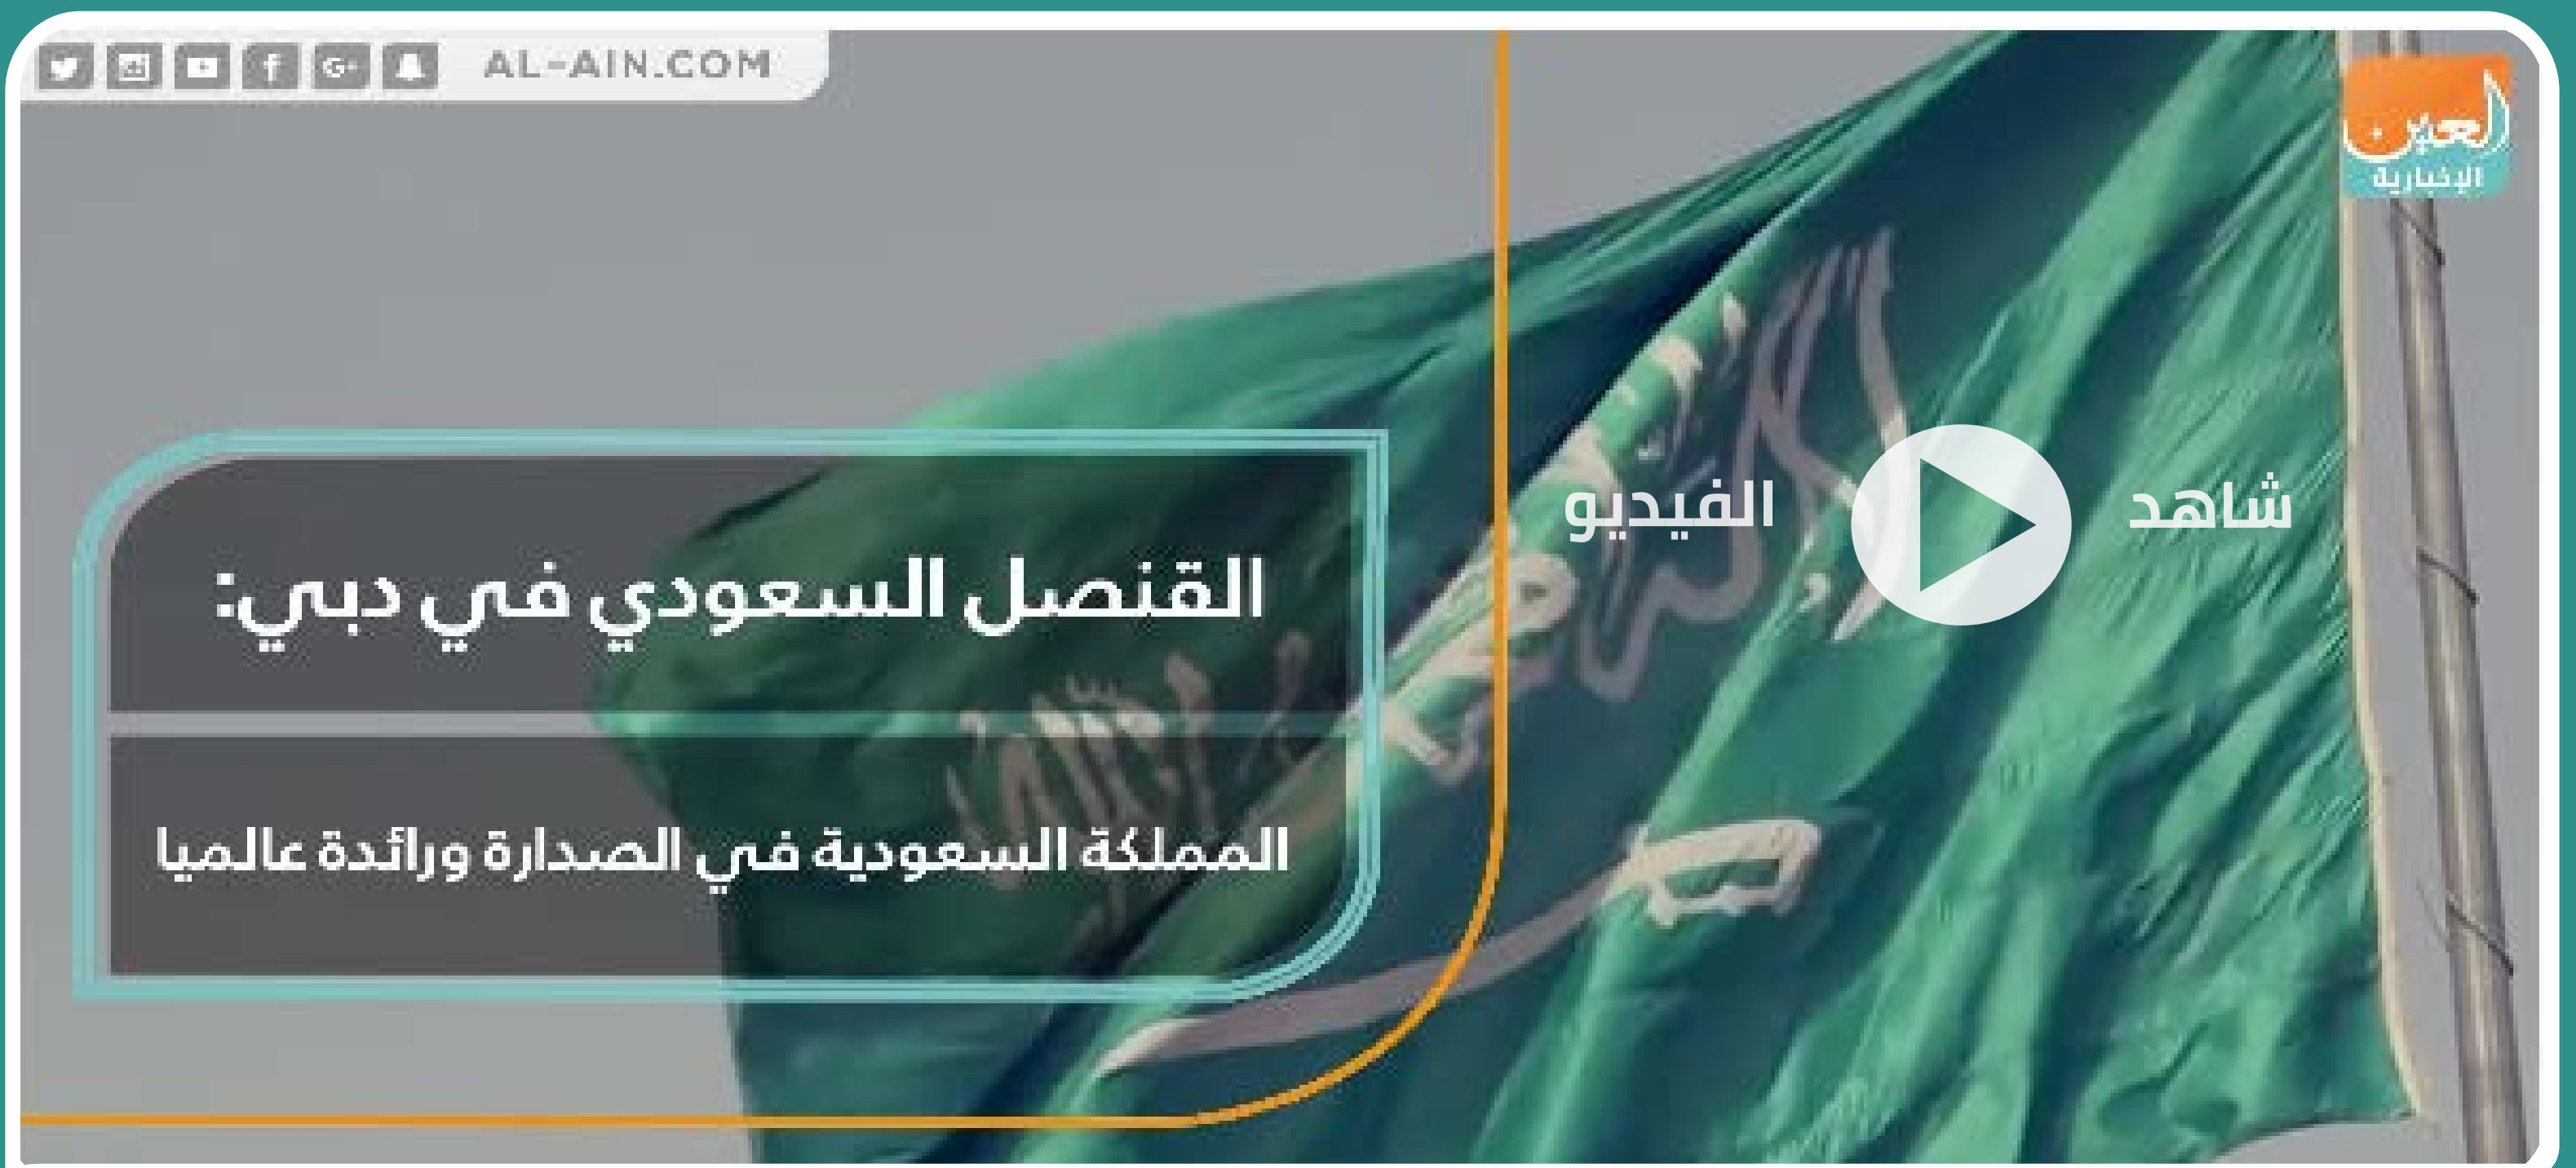 AL-AIN.COM
العين
الإخبارية
شاهد الفيديو
القنصل السعودي في دبي:
المملكة السعودية في الصدارة ورائدة عالميا